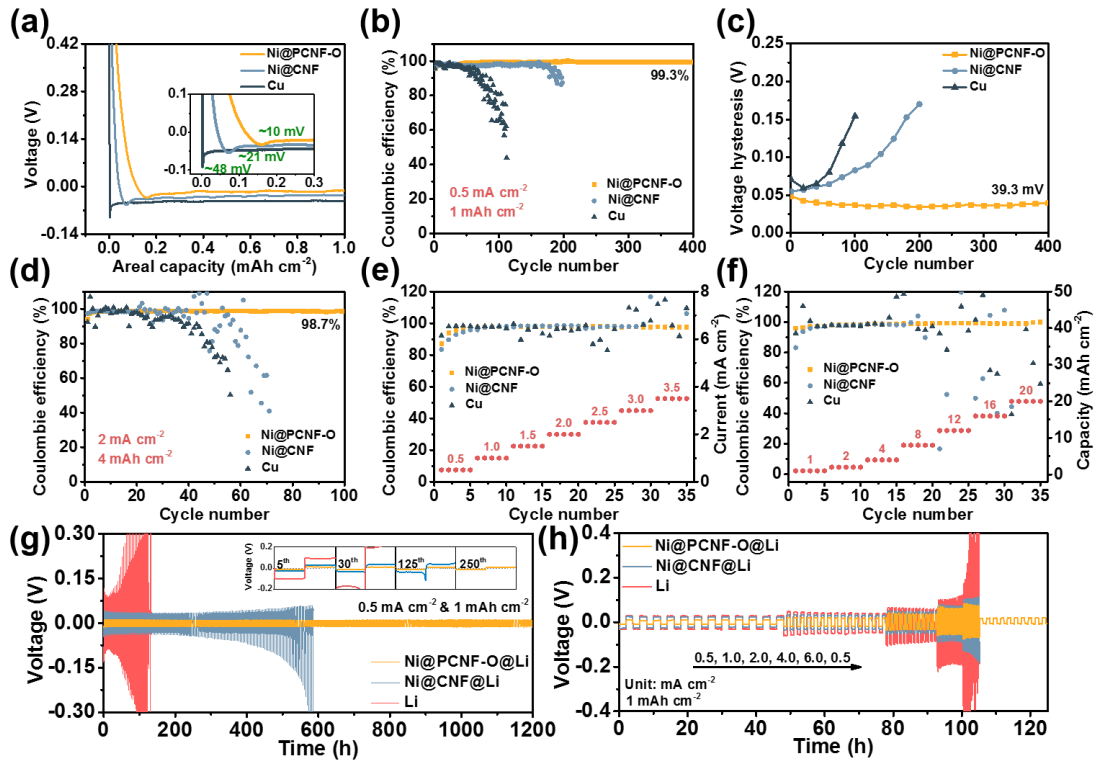 (a)
Voltage (V)
0.42
0.28
0.14
0.00
-0.14
Ni@PCNF-O
Ni@CNF
Cu
0.1
0.0
-0.1
~10 mV
~21 mV
~48 mV
0.0 0.1 0.2 0.3
0.0 0.2 0.4 0.6 0.8 1.0
Areal capacity (mAh cm-2)
(b)
Coulombic efficiency (%)
120
100
80
60
40
20
0
99.3%
0.5 mA cm-2
1 mAh cm-2
Ni@PCNF-O
Ni@CNF
Cu
0 100 200 300 400
Cycle number
(c)
Voltage hysteresis (V)
0.25
0.20
0.15
0.10
0.05
0.00
Ni@PCNF-O
Ni@CNF
Cu
39.3 mV
0 100 200 300 400
Cycle number
(d)
Coulombic efficiency (%)
100
80
60
40
20
0
98.7%
2 mA cm-2
4 mAh cm-2
Ni@PCNF-O
Ni@CNF
Cu
0 20 40 60 80 100
Cycle number
(e)
Coulombic efficiency (%)
120
100
80
60
40
20
0
Ni@PCNF-O
Ni@CNF
Cu
0.5 1.0 1.5 2.0 2.5 3.0 3.5
8
7
6
5
4
3
2
1
0
Current (mA cm-2)
0 5 10 15 20 25 30 35
Cycle number
(f)
Coulombic efficiency (%)
120
100
80
60
40
20
0
Ni@PCNF-O
Ni@CNF
Cu
1 2 4 8 12 16 20
50
40
30
20
10
0
Capacity (mAh cm-2)
0 5 10 15 20 25 30 35
Cycle number
(g)
Voltage (V)
0.30
0.15
0.00
-0.15
-0.30
Voltage (V)
0.2
0.0
-0.2
5th 30th 125th 250th
0.5 mA cm-2 & 1 mAh cm-2
Ni@PCNF-O@Li
Ni@CNF@Li
Li
0 200 400 600 800 1000 1200
Time (h)
(h)
Voltage (V)
0.4
0.2
0.0
-0.2
-0.4
Ni@PCNF-O@Li
Ni@CNF@Li
Li
0.5, 1.0, 2.0, 4.0, 6.0, 0.5
Unit: mA cm-2
1 mAh cm-2
0 20 40 60 80 100 120
Time (h)